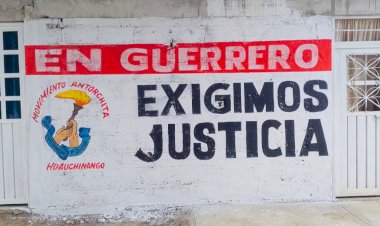 EN GUERRERO
EXIGIMOS
JUSTICIA
MOVIMIENTO ANTORCHISTA
HUAUCHINANGO